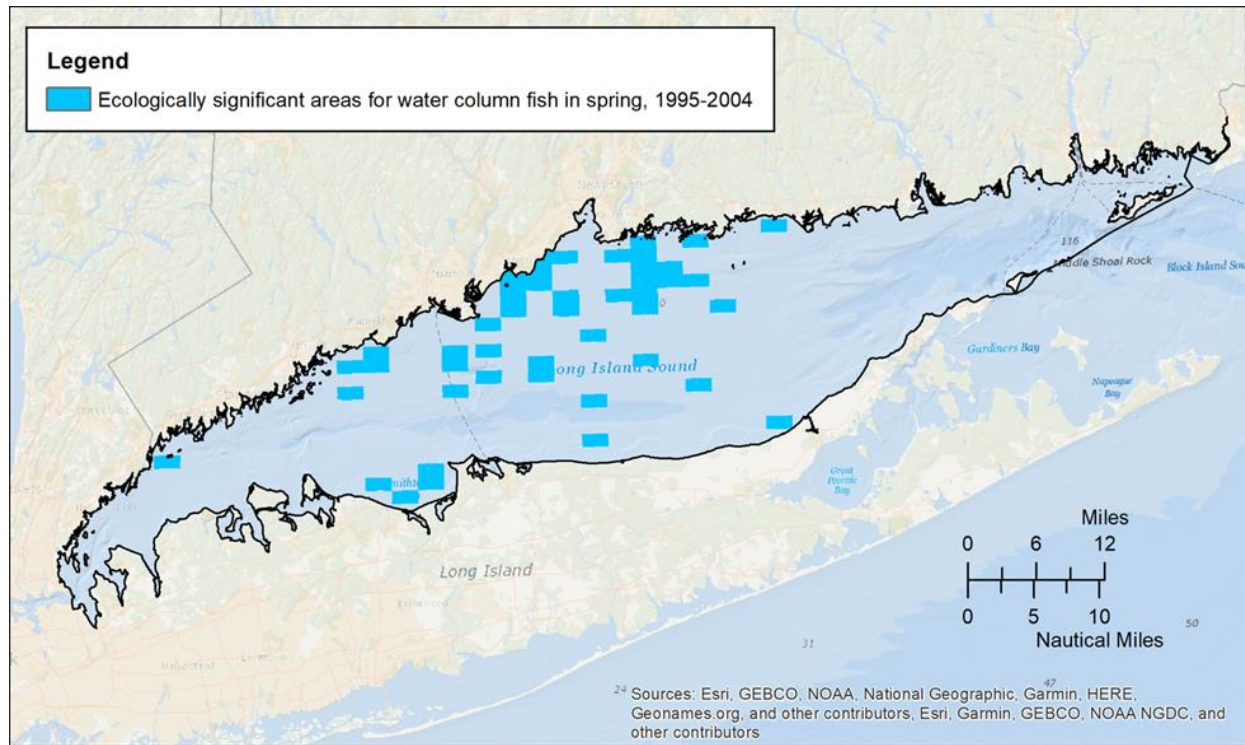 Legend
Ecologically significant areas for water column fish in spring, 1995-2004
116
Middle Shoal Rock
Block Island Sou
Long Island Sound
Gardiners Bay
Napeague
Bay
Great
Peconic
Bay
Long Island
Miles
0 6 12
0 5 10
Nautical Miles
50
31
47
24
Sources: Esri, GEBCO, NOAA, National Geographic, Garmin, HERE,
Geonames.org, and other contributors, Esri, Garmin, GEBCO, NOAA NGDC, and
other contributors